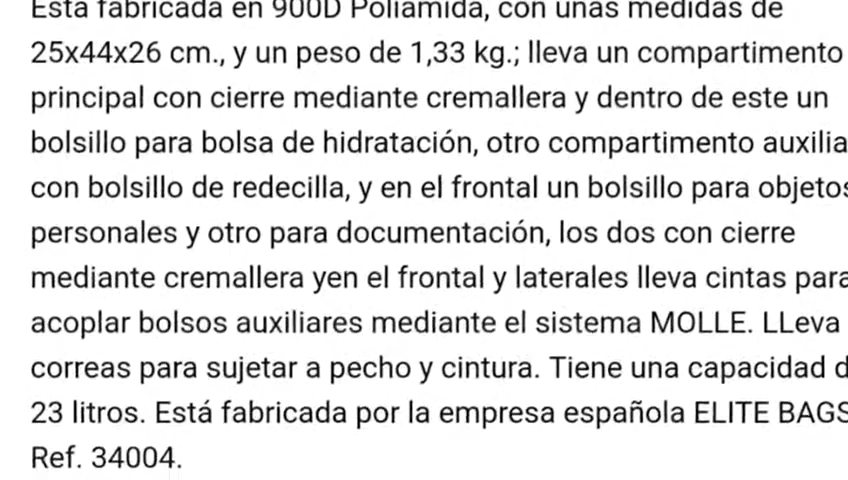 Esta fabricada en 900D Poliamida, con unas medidas de
25x44x26 cm., y un peso de 1,33 kg.; lleva un compartimento
principal con cierre mediante cremallera y dentro de este un
bolsillo para bolsa de hidratación, otro compartimento auxilia
con bolsillo de redecilla, y en el frontal un bolsillo para objetos
personales y otro para documentación, los dos con cierre
mediante cremallera yen el frontal y laterales lleva cintas para
acoplar bolsos auxiliares mediante el sistema MOLLE. LLeva
correas para sujetar a pecho y cintura. Tiene una capacidad d
23 litros. Está fabricada por la empresa española ELITE BAGS
Ref. 34004.